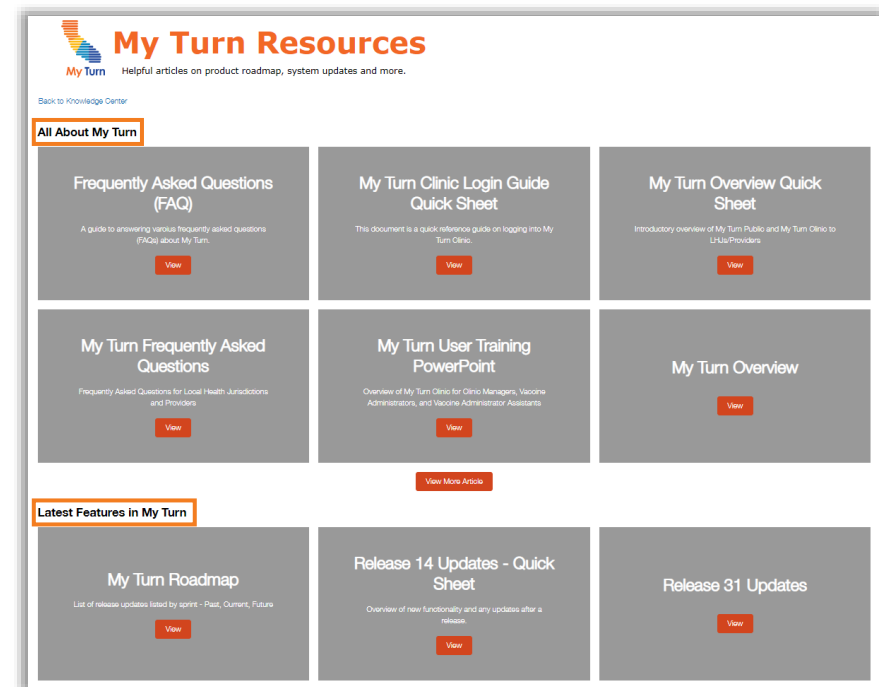 My Turn Resources
My Turn
Helpful articles on product roadmap, system updates and more.
Back to Knowledge Center
All About My Turn
Frequently Asked Questions
(FAQ)
A guide to answering varoius frequently asked questions
(FAQs) about My Turn.
View
My Turn Clinic Login Guide
Quick Sheet
This document is a quick reference guide on logging into My
Turn Clinic.
View
My Turn Overview Quick
Sheet
Introductory overview of My Turn Public and My Turn Clinic to
LHJs/Providers
View
My Turn Frequently Asked
Questions
Frequently Asked Questions for Local Health Jurisdictions
and Providers
View
My Turn User Training
PowerPoint
Overview of My Turn Clinic for Clinic Managers, Vaccine
Administrators, and Vaccine Administrator Assistants
View
My Turn Overview
View
View More Article
Latest Features in My Turn
My Turn Roadmap
List of release updates listed by sprint - Past, Current, Future
View
Release 14 Updates - Quick
Sheet
Overview of new functionality and any updates after a
release.
View
Release 31 Updates
View